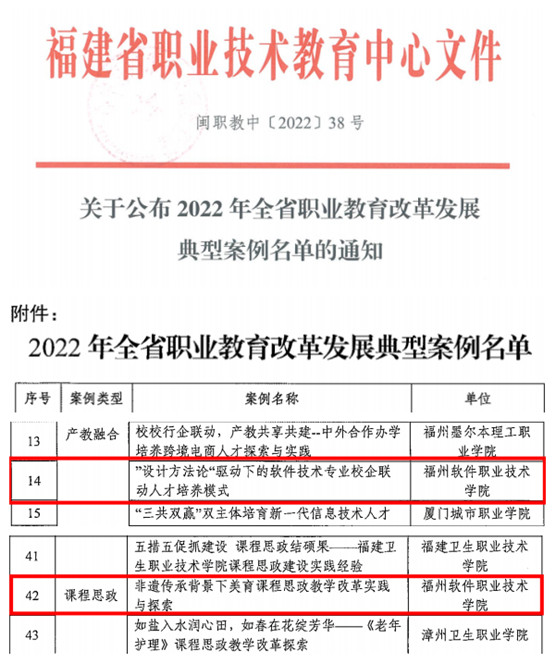 福建省职业技术教育中心文件
闽职教中〔2022〕38 号
关于公布 2022 年全省职业教育改革发展
典型案例名单的通知
附件：
2022 年全省职业教育改革发展典型案例名单
序号 案例类型 案例名称 单位
13 产教融合 校校行企联动，产教共享共建--中外合作办学
培养跨境电商人才探索与实践
福州墨尔本理工职
业学院
14 ”设计方法论“驱动下的软件技术专业校企联
动人才培养模式
福州软件职业技术
学院
15 “三共双赢”双主体培育新一代信息技术人才 厦门城市职业学院
41 五措五促抓建设 课程思政结硕果——福建卫
生职业技术学院课程思政建设实践经验
福建卫生职业技术
学院
42 课程思政 非遗传承背景下美育课程思政教学改革实践
与探索
福州软件职业技术
学院
43 如盐入水润心田，如春在花绽芳华——《老年
护理》课程思政教学改革探索
漳州卫生职业学院